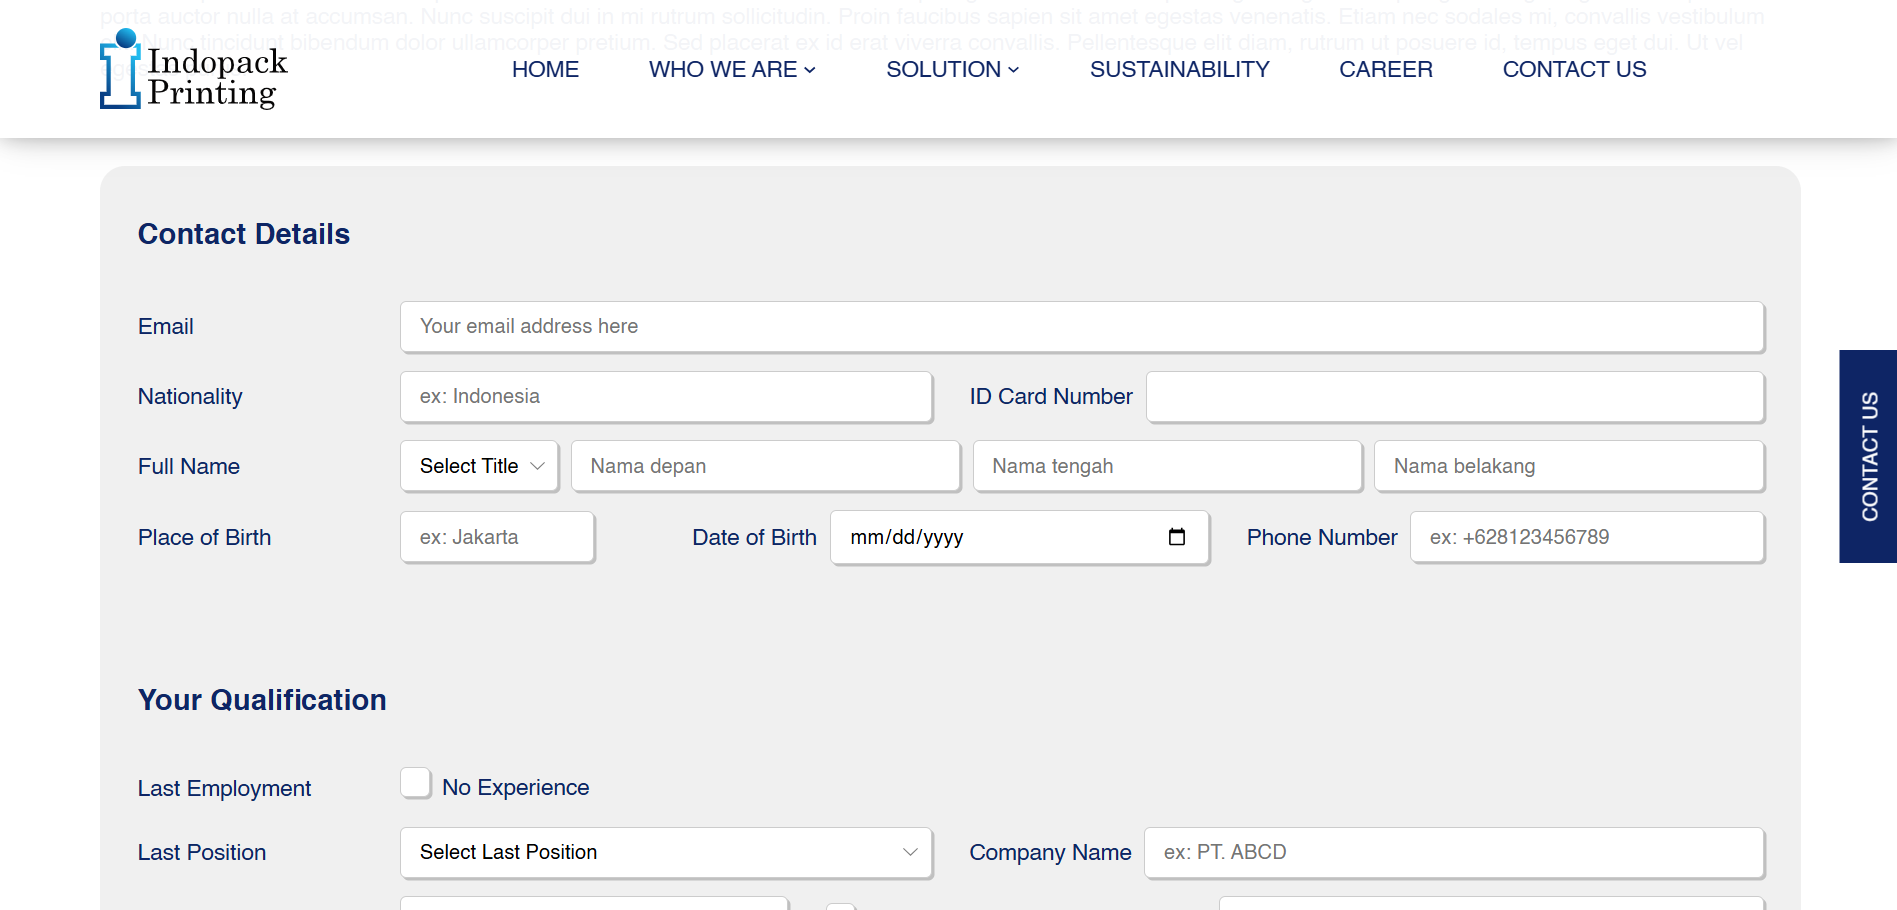 porta auctor nulla at accumsan. Nunc suscipit dui in mi rutrum sollicitudin. Proin faucibus sapien sit amet egestas venenatis. Etiam nec sodales mi, convallis vestibulum
Nunc tincidunt bibendum dolor ullamcorper pretium. Sed placerat ex id erat viverra convallis. Pellentesque elit diam, rutrum ut posuere id, tempus eget dui. Ut vel
Indopack
Printing
HOME WHO WE ARE SOLUTION SUSTAINABILITY CAREER CONTACT US
Contact Details
Email Your email address here
Nationality ex: Indonesia ID Card Number
Full Name Select Title Nama depan Nama tengah Nama belakang
Place of Birth ex: Jakarta Date of Birth mm/dd/yyyy Phone Number ex: +628123456789
CONTACT US
Your Qualification
Last Employment No Experience
Last Position Select Last Position Company Name ex: PT. ABCD